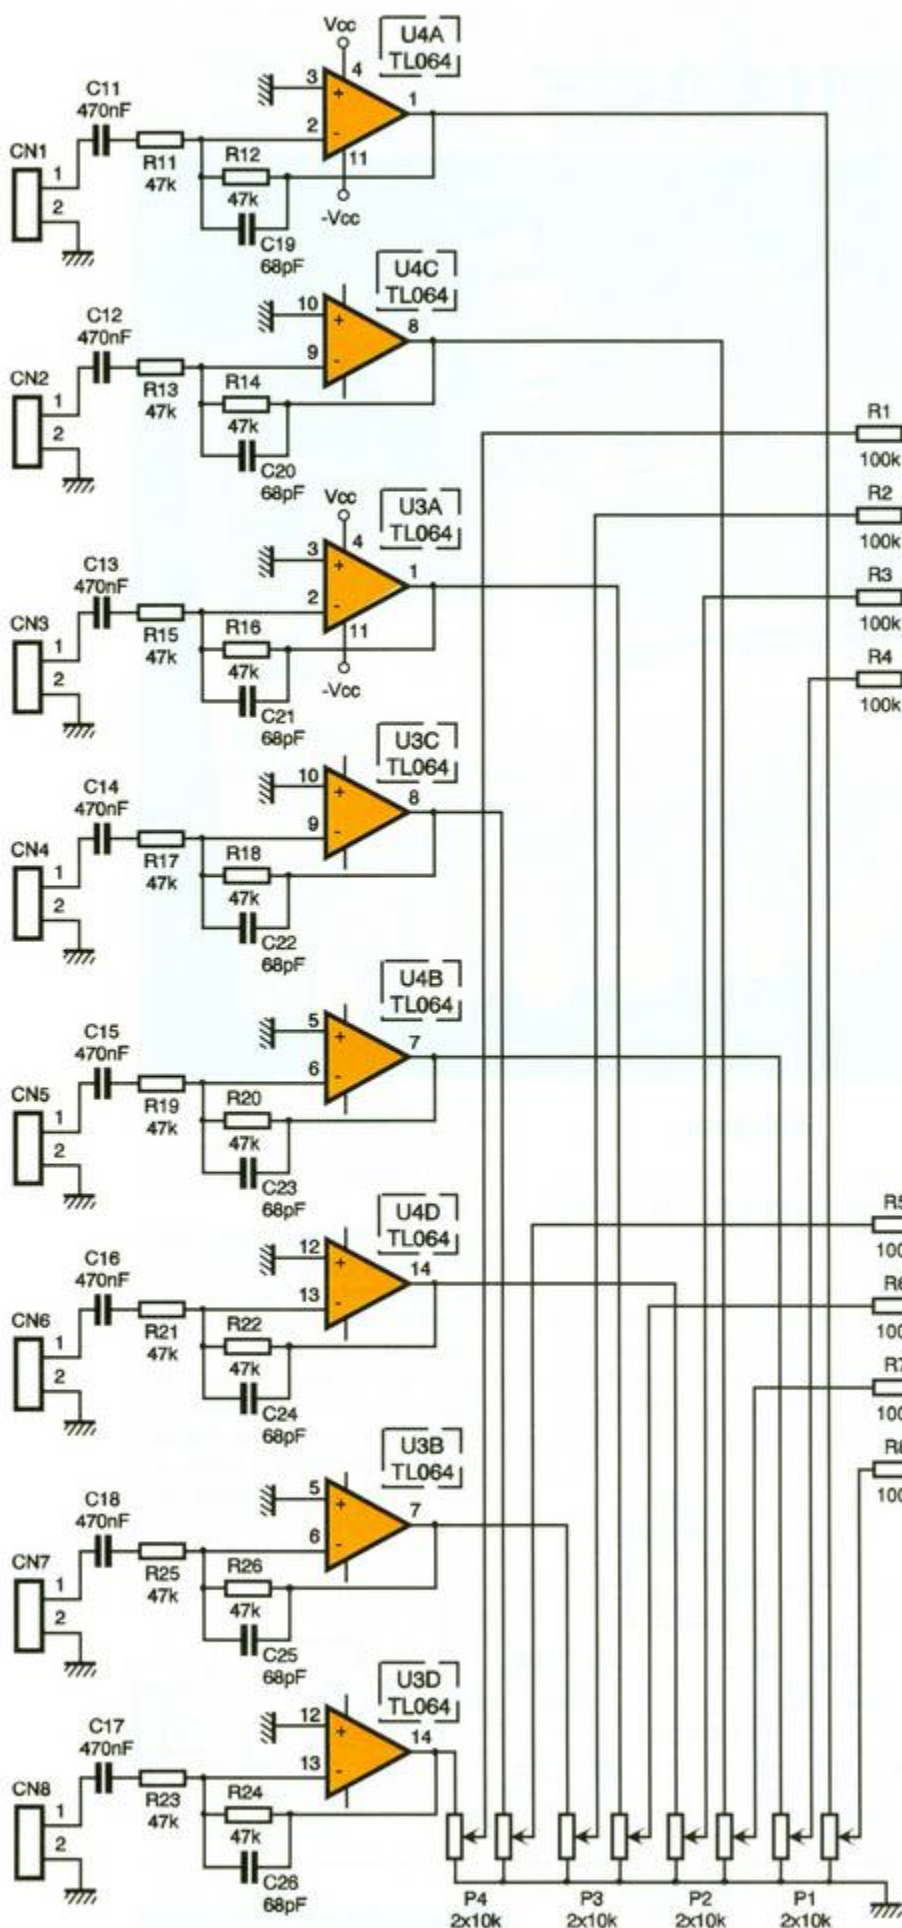 Vcc
U4A
TL064
C11
470nF
3
4
+
1
2
-
CN1
1
2
R11
47k
R12
47k
11
-Vcc
C19
68pF
U4C
TL064
C12
470nF
10
+
8
9
-
CN2
1
2
R13
47k
R14
47k
C20
68pF
R1
100k
Vcc
U3A
TL064
R2
100k
C13
470nF
3
4
+
1
2
-
R3
100k
CN3
1
2
R15
47k
R16
47k
11
-Vcc
C21
68pF
R4
100k
U3C
TL064
C14
470nF
10
+
8
9
-
CN4
1
2
R17
47k
R18
47k
C22
68pF
U4B
TL064
C15
470nF
5
+
7
6
-
CN5
1
2
R19
47k
R20
47k
C23
68pF
R5
100
U4D
TL064
C16
470nF
12
+
14
13
-
R6
100
CN6
1
2
R21
47k
R22
47k
C24
68pF
R7
100
U3B
TL064
R8
100
C18
470nF
5
+
7
6
-
CN7
1
2
R25
47k
R26
47k
C25
68pF
U3D
TL064
C17
470nF
12
+
14
13
-
CN8
1
2
R23
47k
R24
47k
C26
68pF
P4
2x10k
P3
2x10k
P2
2x10k
P1
2x10k